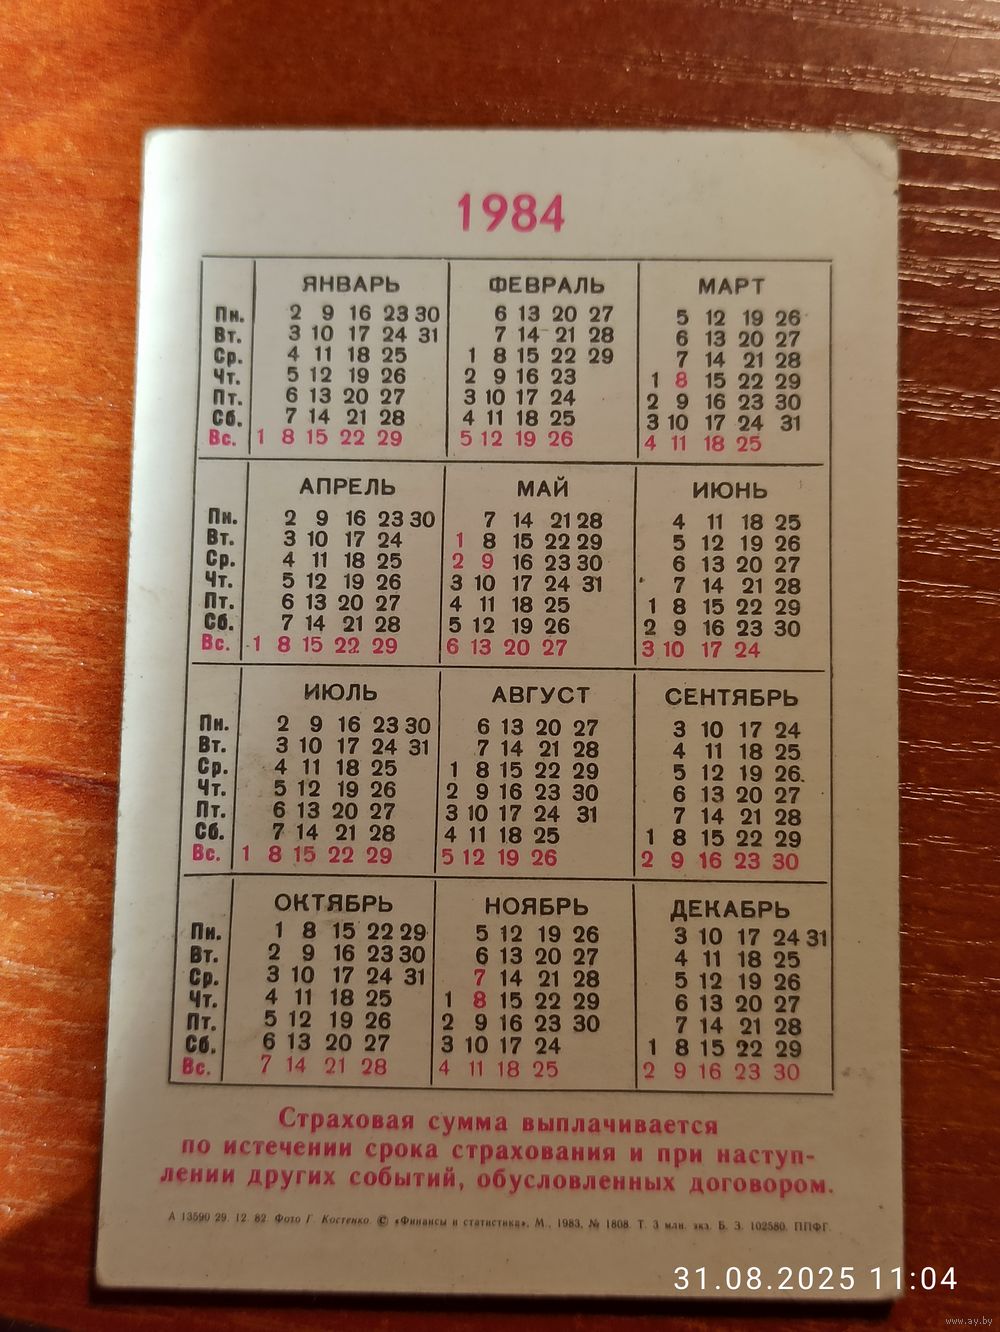 1984
ЯНВАРЬ ФЕВРАЛЬ МАРТ
Пн. 2 9 16 23 30 6 13 20 27 5 12 19 26
Вт. 3 10 17 24 31 7 14 21 28 6 13 20 27
Ср. 4 11 18 25 1 8 15 22 29 7 14 21 28
Чт. 5 12 19 26 2 9 16 23 1 8 15 22 29
Пт. 6 13 20 27 3 10 17 24 2 9 16 23 30
Сб. 7 14 21 28 4 11 18 25 3 10 17 24 31
Вс. 1 8 15 22 29 5 12 19 26 4 11 18 25
АПРЕЛЬ МАЙ ИЮНЬ
Пн. 2 9 16 23 30 7 14 21 28 4 11 18 25
Вт. 3 10 17 24 1 8 15 22 29 5 12 19 26
Ср. 4 11 18 25 2 9 16 23 30 6 13 20 27
Чт. 5 12 19 26 3 10 17 24 31 7 14 21 28
Пт. 6 13 20 27 4 11 18 25 1 8 15 22 29
Сб. 7 14 21 28 5 12 19 26 2 9 16 23 30
Вс. 1 8 15 22 29 6 13 20 27 3 10 17 24
ИЮЛЬ АВГУСТ СЕНТЯБРЬ
Пн. 2 9 16 23 30 6 13 20 27 3 10 17 24
Вт. 3 10 17 24 31 7 14 21 28 4 11 18 25
Ср. 4 11 18 25 1 8 15 22 29 5 12 19 26
Чт. 5 12 19 26 2 9 16 23 30 6 13 20 27
Пт. 6 13 20 27 3 10 17 24 31 7 14 21 28
Сб. 7 14 21 28 4 11 18 25 1 8 15 22 29
Вс. 1 8 15 22 29 5 12 19 26 2 9 16 23 30
ОКТЯБРЬ НОЯБРЬ ДЕКАБРЬ
Пн. 1 8 15 22 29 5 12 19 26 3 10 17 24 31
Вт. 2 9 16 23 30 6 13 20 27 4 11 18 25
Ср. 3 10 17 24 31 7 14 21 28 5 12 19 26
Чт. 4 11 18 25 1 8 15 22 29 6 13 20 27
Пт. 5 12 19 26 2 9 16 23 30 7 14 21 28
Сб. 6 13 20 27 3 10 17 24 1 8 15 22 29
Вс. 7 14 21 28 4 11 18 25 2 9 16 23 30
Страховая сумма выплачивается
по истечении срока страхования и при наступ-
лении других событий, обусловленных договором.
А 13590 29. 12. 82. Фото Г. Костенко. © «Финансы и статистика», М., 1983, № 1808. Т. 3 млн. экз. Б. З. 102580. ППФГ.
31.08.2025 11:04
www.ay.by